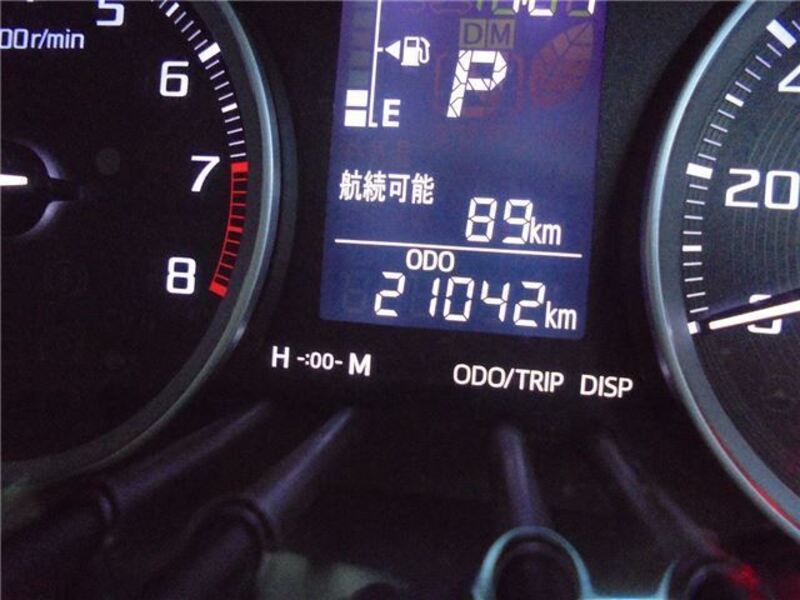 5
00r/min
6
7
8
DM
P
E
航続可能
89km
ODO
21042km
H -:00- M
ODO/TRIP DISP
20
0